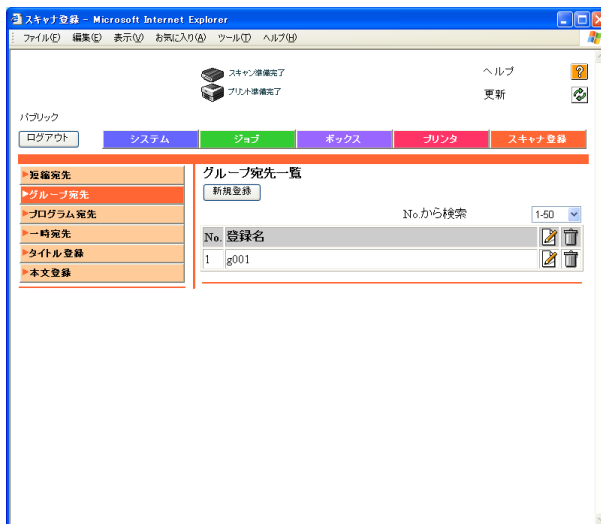 スキャナ登録 - Microsoft Internet Explorer
ファイル(F) 編集(E) 表示(V) お気に入り(A) ツール(T) ヘルプ(H)
スキャン準備完了 ヘルプ ?
プリント準備完了 更新
パブリック
ログアウト システム ジョブ ボックス プリンタ スキャナ登録
短縮宛先
グループ宛先
プログラム宛先
一時宛先
タイトル登録
本文登録
グループ宛先一覧
新規登録
No.から検索 1-50
No. 登録名
1 g001